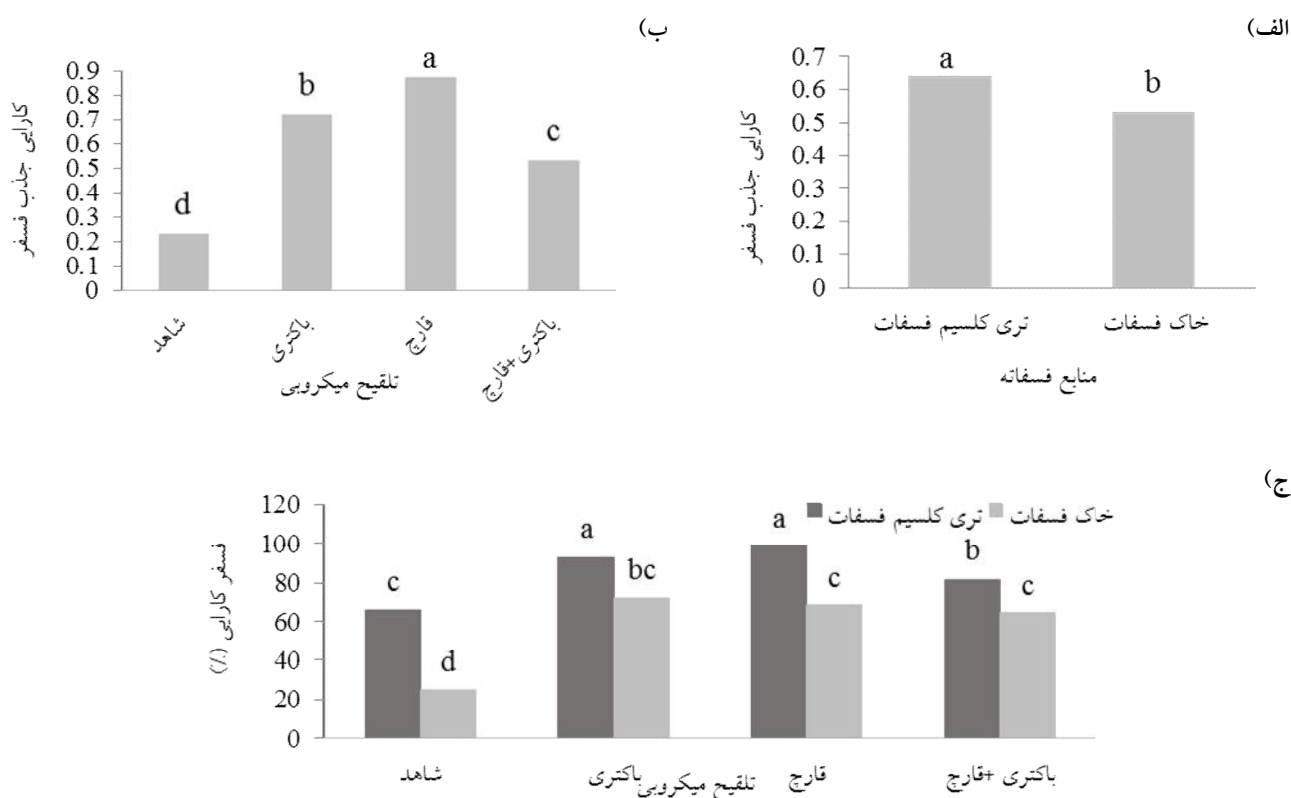 الف)
a
b
0.7
0.6
0.5
0.4
0.3
0.2
0.1
0
کارایی جذب فسفر
تری کلسیم فسفات
خاک فسفات
منابع فسفاته
ب)
a
b
c
d
0.9
0.8
0.7
0.6
0.5
0.4
0.3
0.2
0.1
0
کارایی جذب فسفر
شاهد
باکتری
قارچ
باکتری+قارچ
تلقیح میکروبی
ج)
تری کلسیم فسفات
خاک فسفات
120
100
80
60
40
20
0
فسفر کارایی (٪)
c
d
a
bc
a
c
b
c
شاهد
باکتری
قارچ
باکتری +قارچ
تلقیح میکروبی